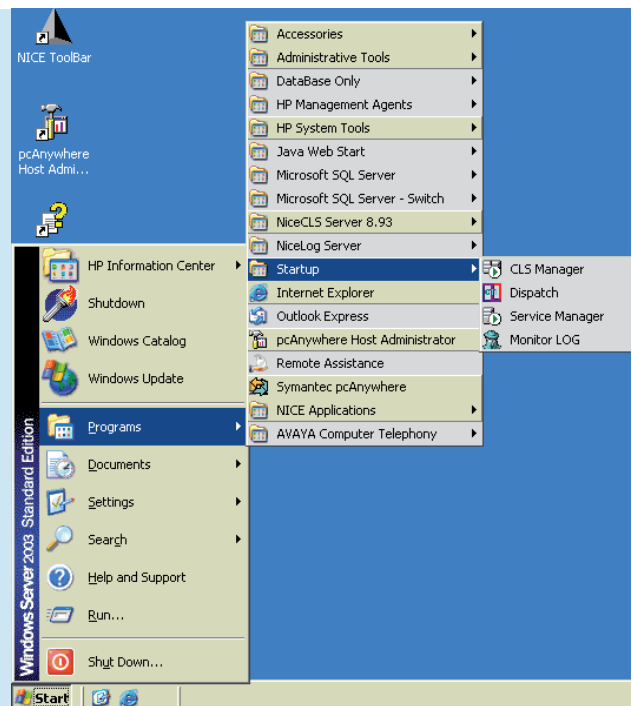 NICE ToolBar
pcAnywhere
Host Admi...
Accessories
Administrative Tools
DataBase Only
HP Management Agents
HP System Tools
Java Web Start
Microsoft SQL Server
Microsoft SQL Server - Switch
NiceCLS Server 8.93
NiceLog Server
Startup
Internet Explorer
Outlook Express
pcAnywhere Host Administrator
Remote Assistance
Symantec pcAnywhere
NICE Applications
AVAYA Computer Telephony
CLS Manager
Dispatch
Service Manager
Monitor LOG
HP Information Center
Shutdown
Windows Catalog
Windows Update
Programs
Documents
Settings
Search
Help and Support
Run...
Shut Down...
Windows Server 2003 Standard Edition
Start